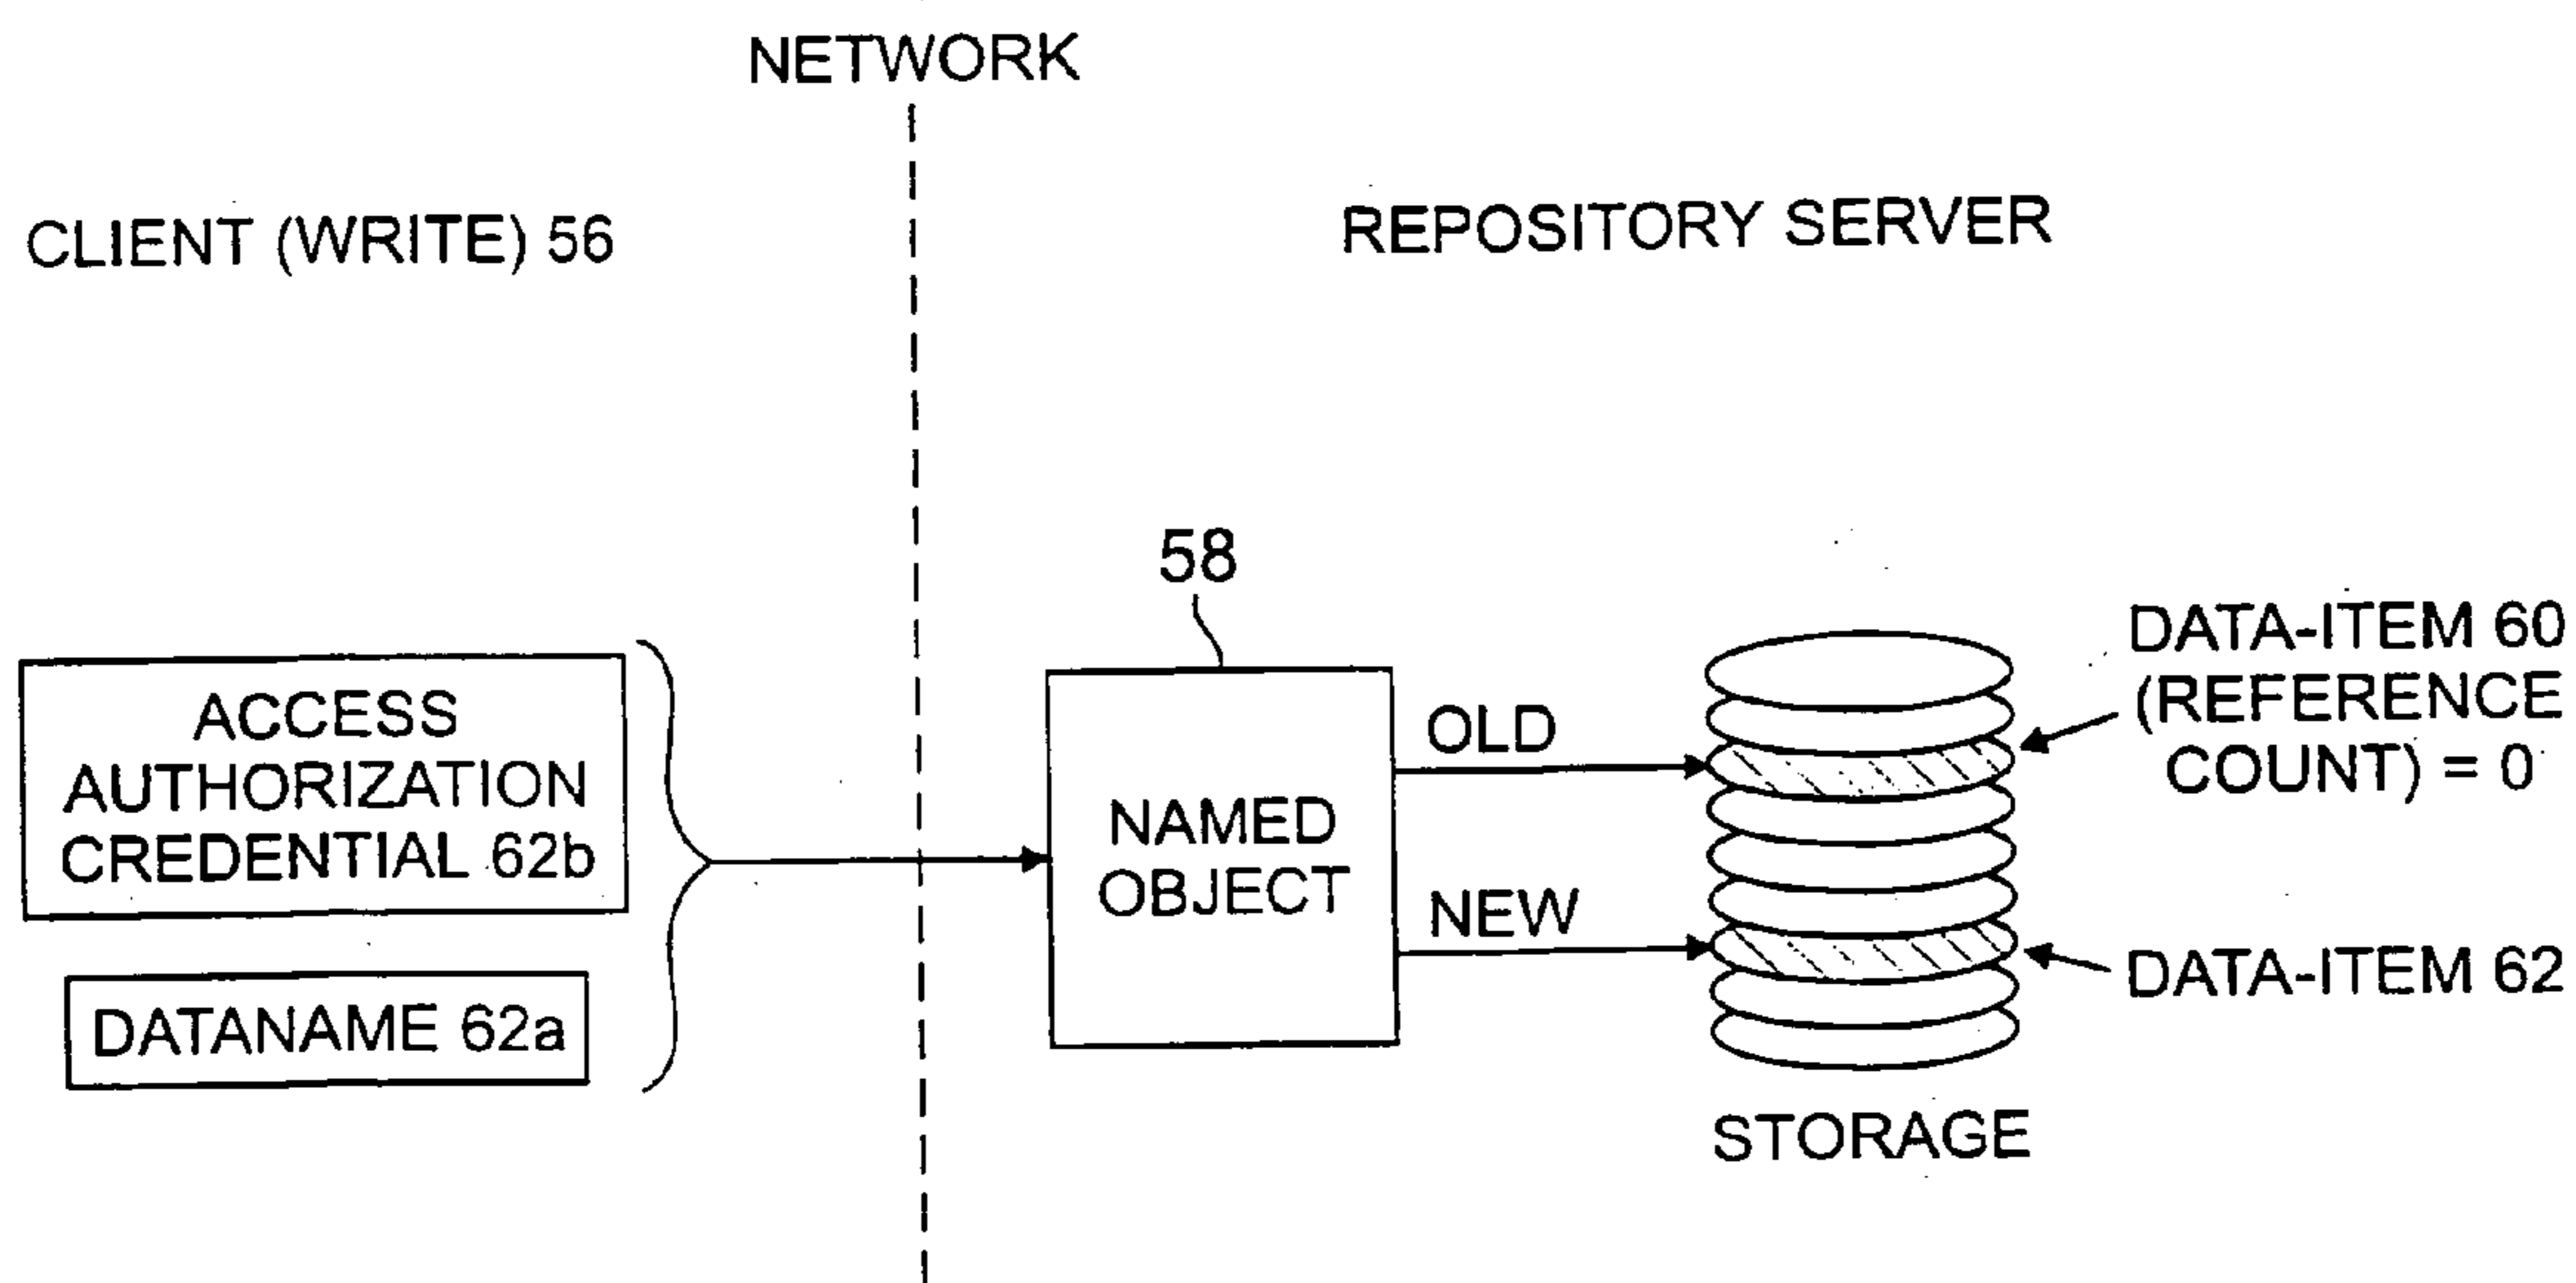 NETWORK
CLIENT (WRITE) 56
REPOSITORY SERVER
58
ACCESS
AUTHORIZATION
CREDENTIAL 62b
DATANAME 62a
NAMED
OBJECT
OLD
NEW
DATA-ITEM 60
(REFERENCE
COUNT) = 0
DATA-ITEM 62
STORAGE